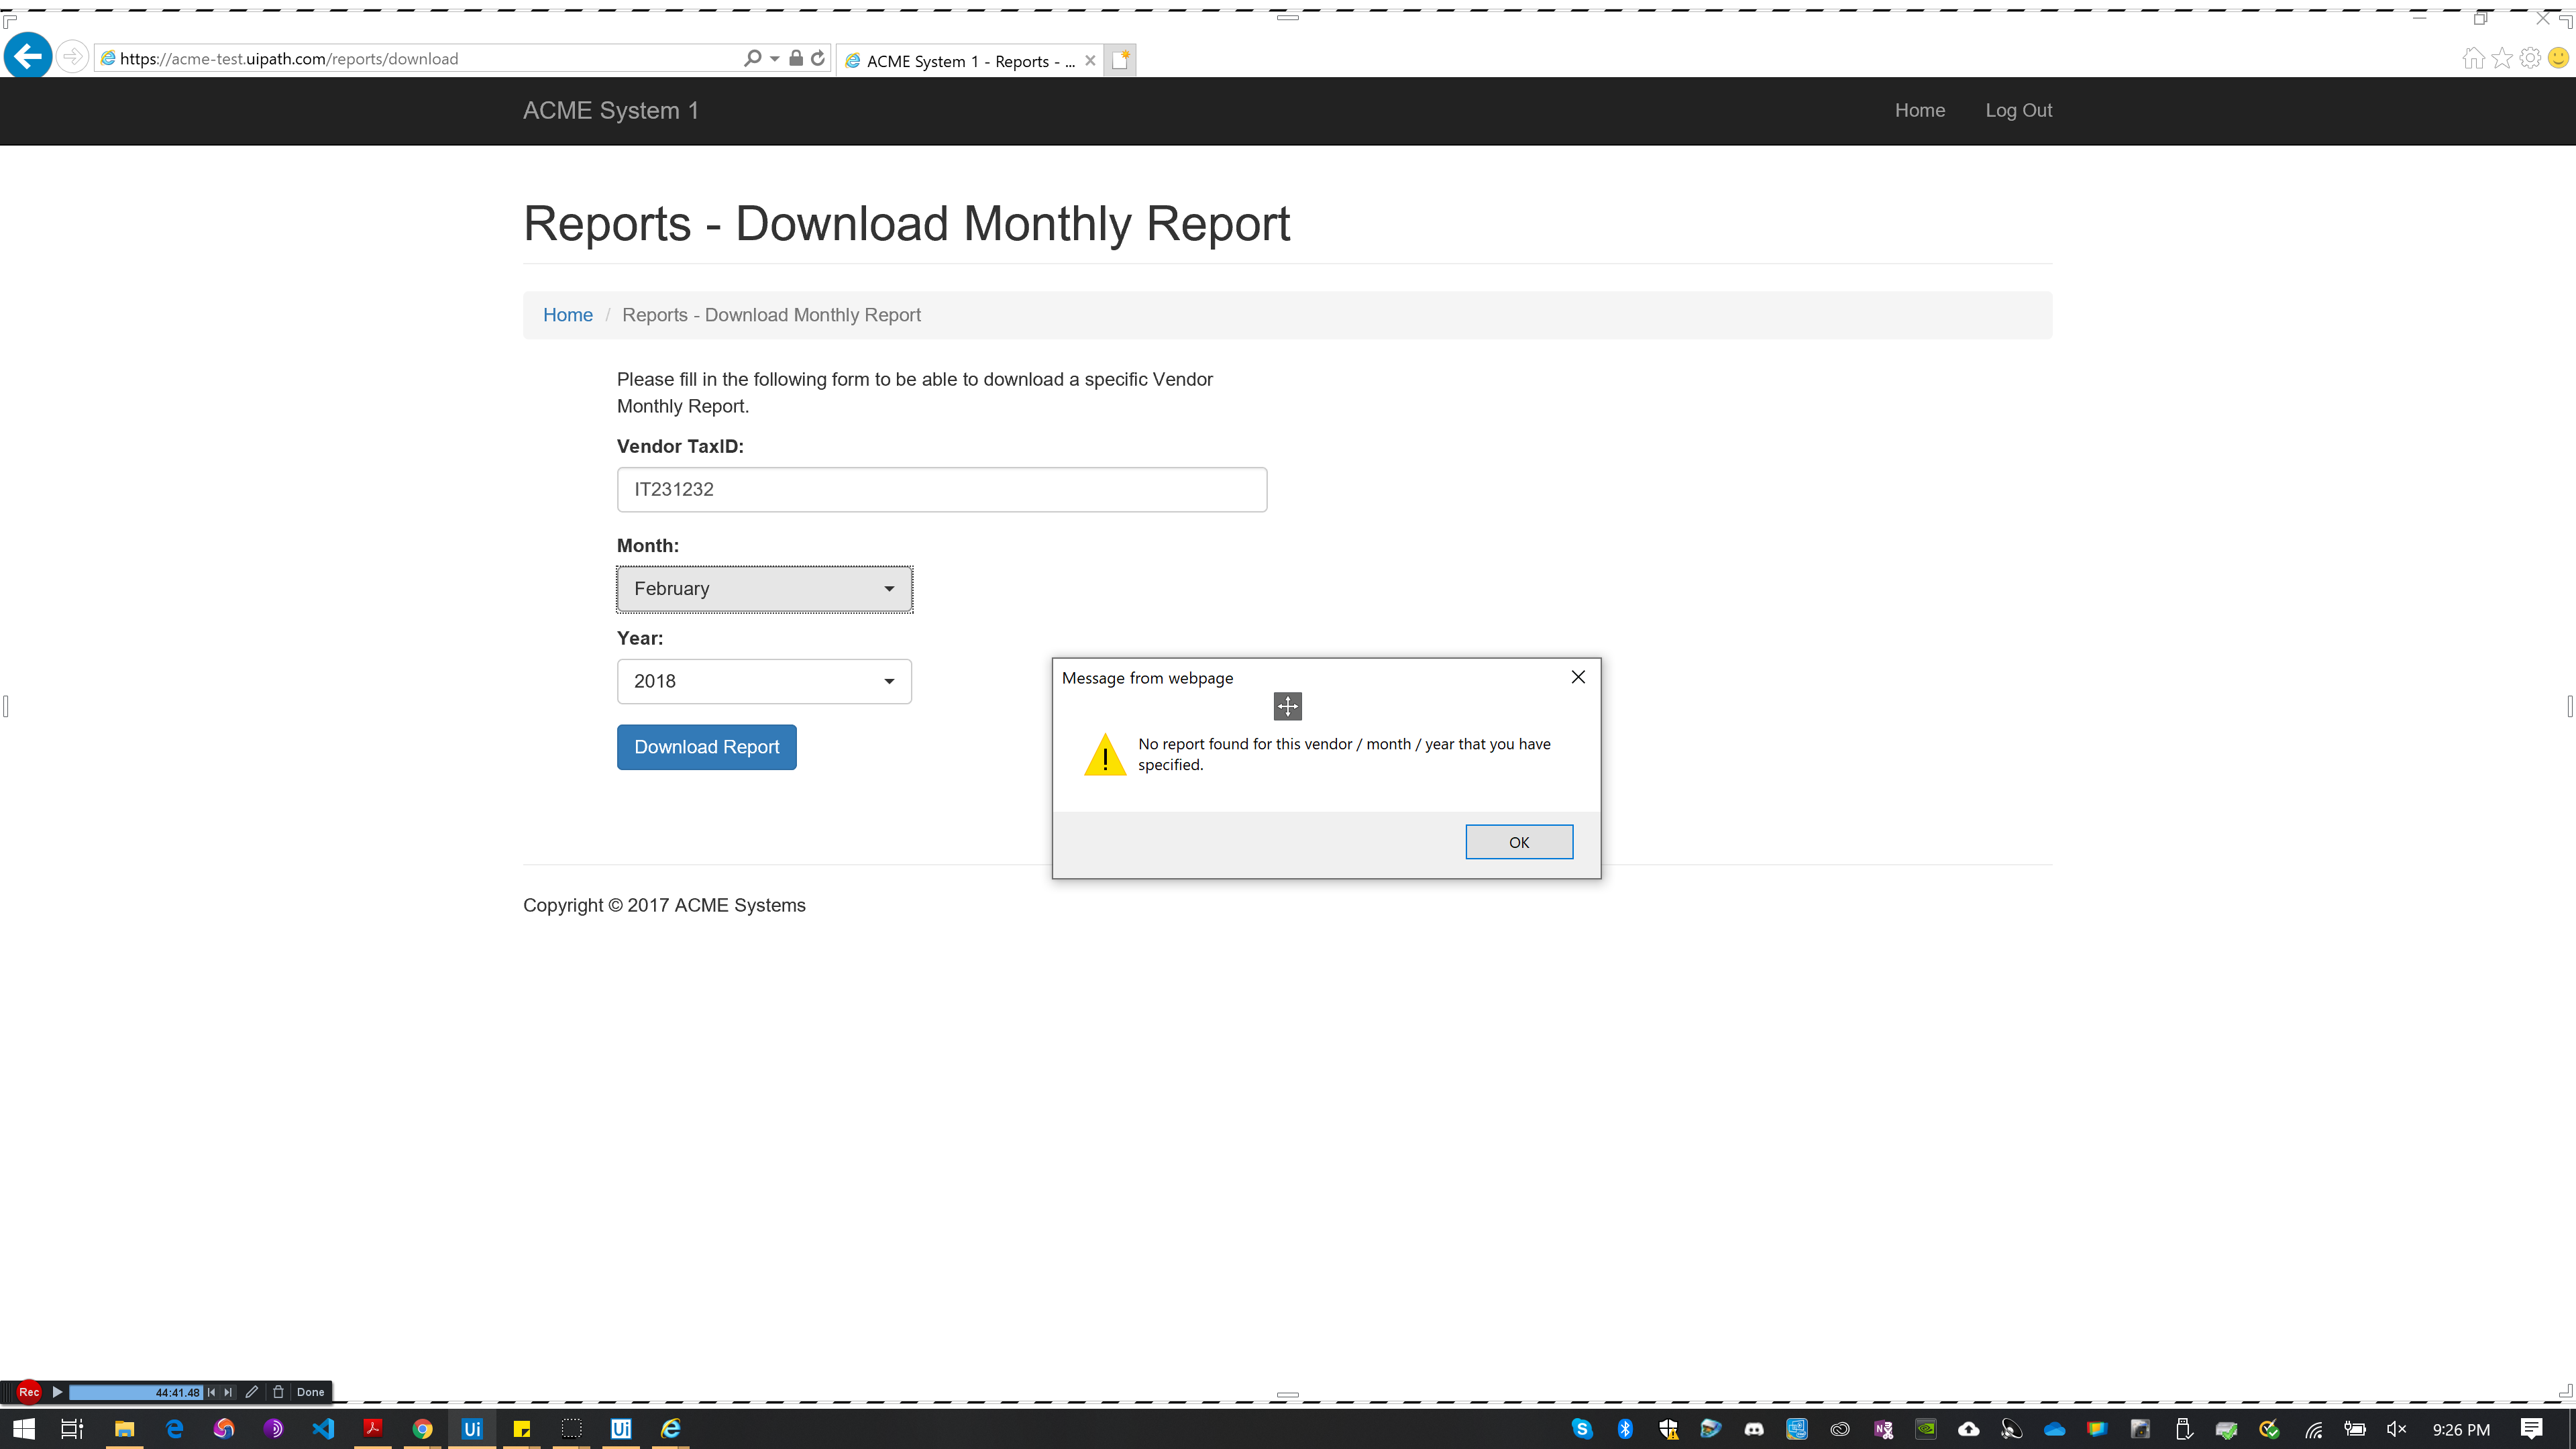 https://acme-test.uipath.com/reports/download
ACME System 1 - Reports - ...
ACME System 1
Home
Log Out
Reports - Download Monthly Report
Home / Reports - Download Monthly Report
Please fill in the following form to be able to download a specific Vendor
Monthly Report.
Vendor TaxID:
IT231232
Month:
February
Year:
2018
Download Report
Message from webpage
No report found for this vendor / month / year that you have
specified.
OK
Copyright © 2017 ACME Systems
Rec
44:41.48
Done
Ui
Ui
S
N
9:26 PM